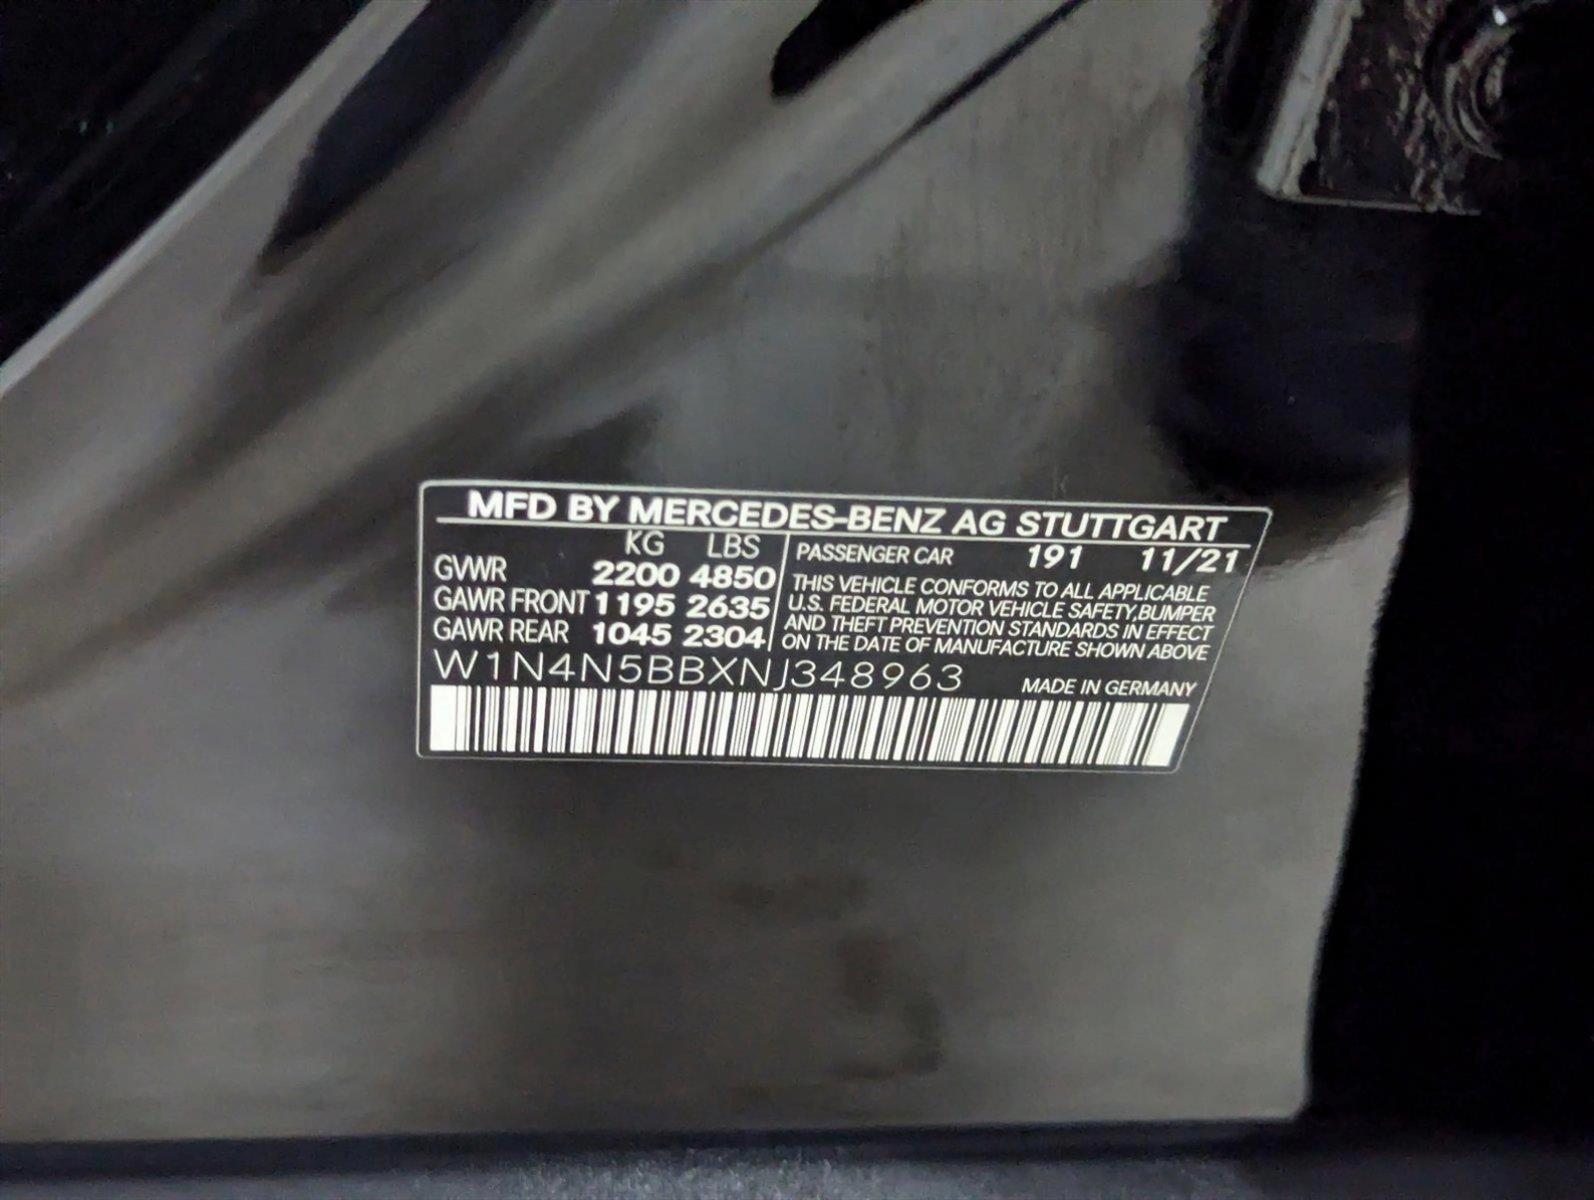 MFD BY MERCEDES-BENZ AG STUTTGART
KG LBS
GVWR 2200 4850
GAWR FRONT 1195 2635
GAWR REAR 1045 2304
PASSENGER CAR 191 11/21
THIS VEHICLE CONFORMS TO ALL APPLICABLE
U.S. FEDERAL MOTOR VEHICLE SAFETY,BUMPER
AND THEFT PREVENTION STANDARDS IN EFFECT
ON THE DATE OF MANUFACTURE SHOWN ABOVE
W1N4N5BBXNJ348963
MADE IN GERMANY